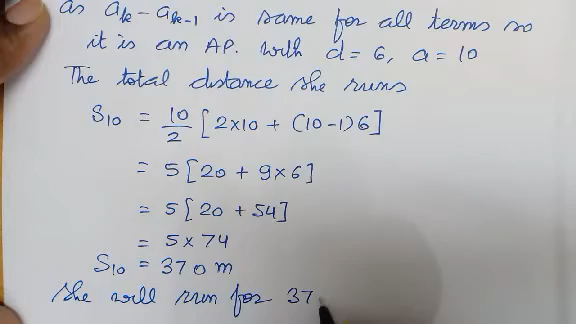 as aₖ - aₖ₋₁ is same for all terms so
it is an AP. with d = 6, a = 10
The total distance she runs
S₁₀ = 10/2 [2×10 + (10-1)6]
= 5[20 + 9×6]
= 5[20 + 54]
= 5 × 74
S₁₀ = 370 m
She will run for 37